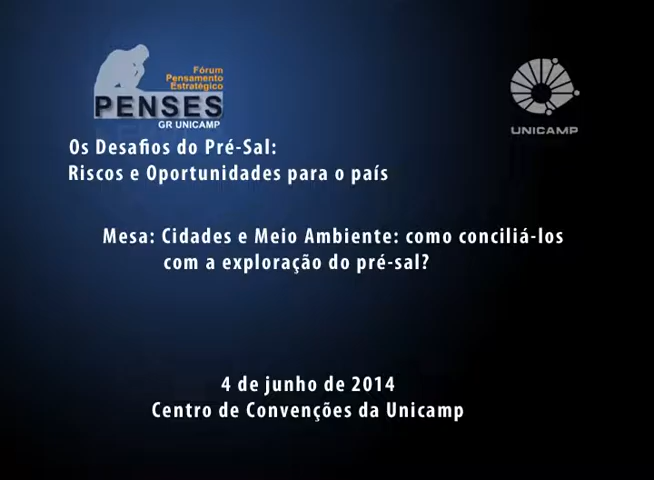 Fórum
Pensamento
Estratégico
PENSES
GR UNICAMP
UNICAMP
Os Desafios do Pré-Sal:
Riscos e Oportunidades para o país
Mesa: Cidades e Meio Ambiente: como conciliá-los
com a exploração do pré-sal?
4 de junho de 2014
Centro de Convenções da Unicamp